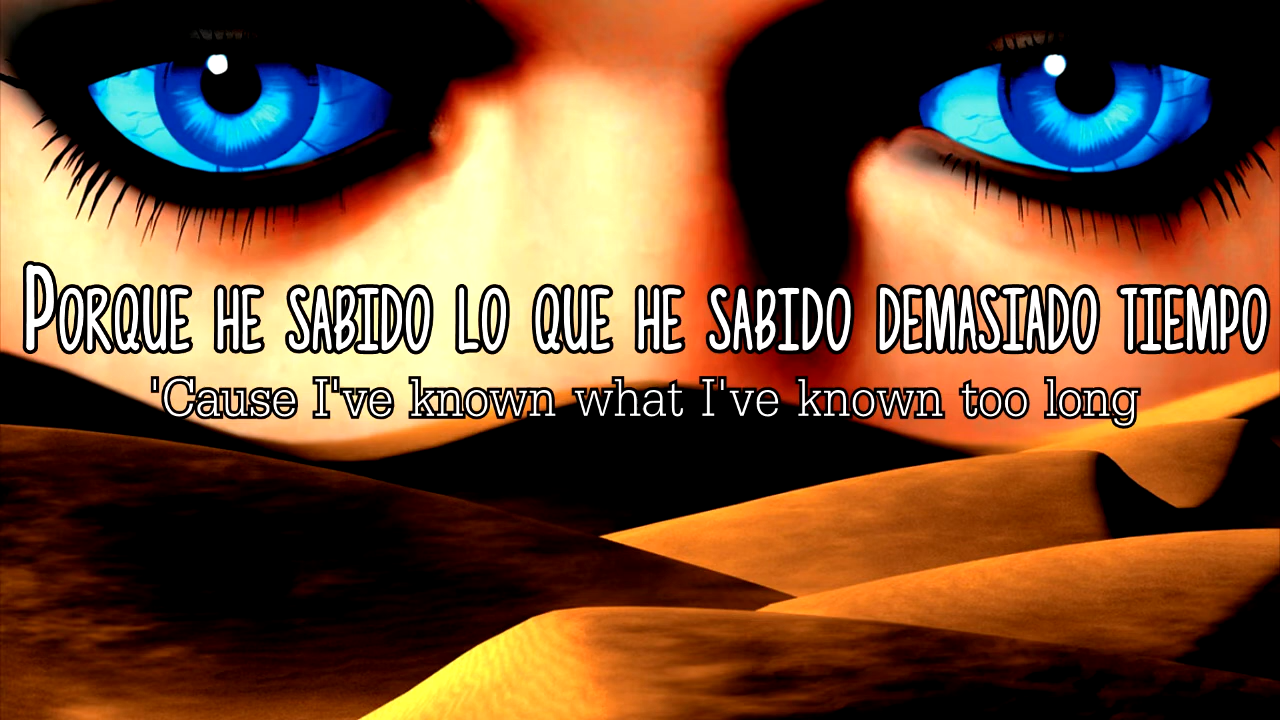 Porque he sabido lo que he sabido demasiado tiempo
'Cause I've known what I've known too long